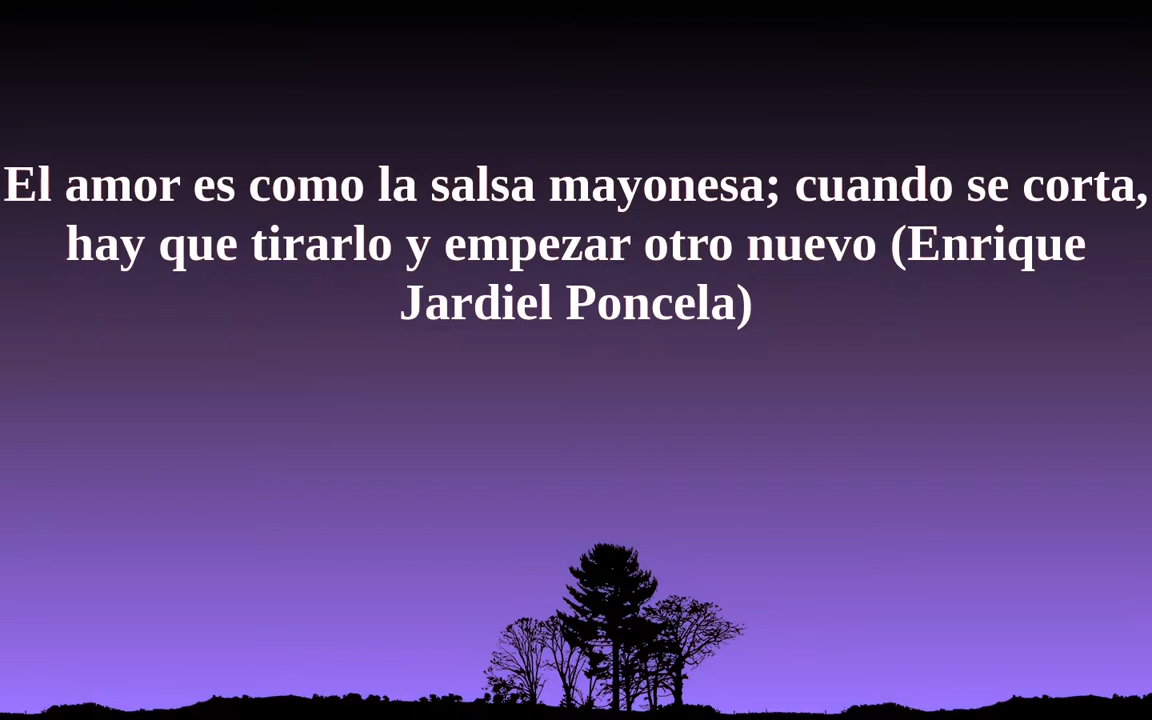 El amor es como la salsa mayonesa; cuando se corta,
hay que tirarlo y empezar otro nuevo (Enrique
Jardiel Poncela)